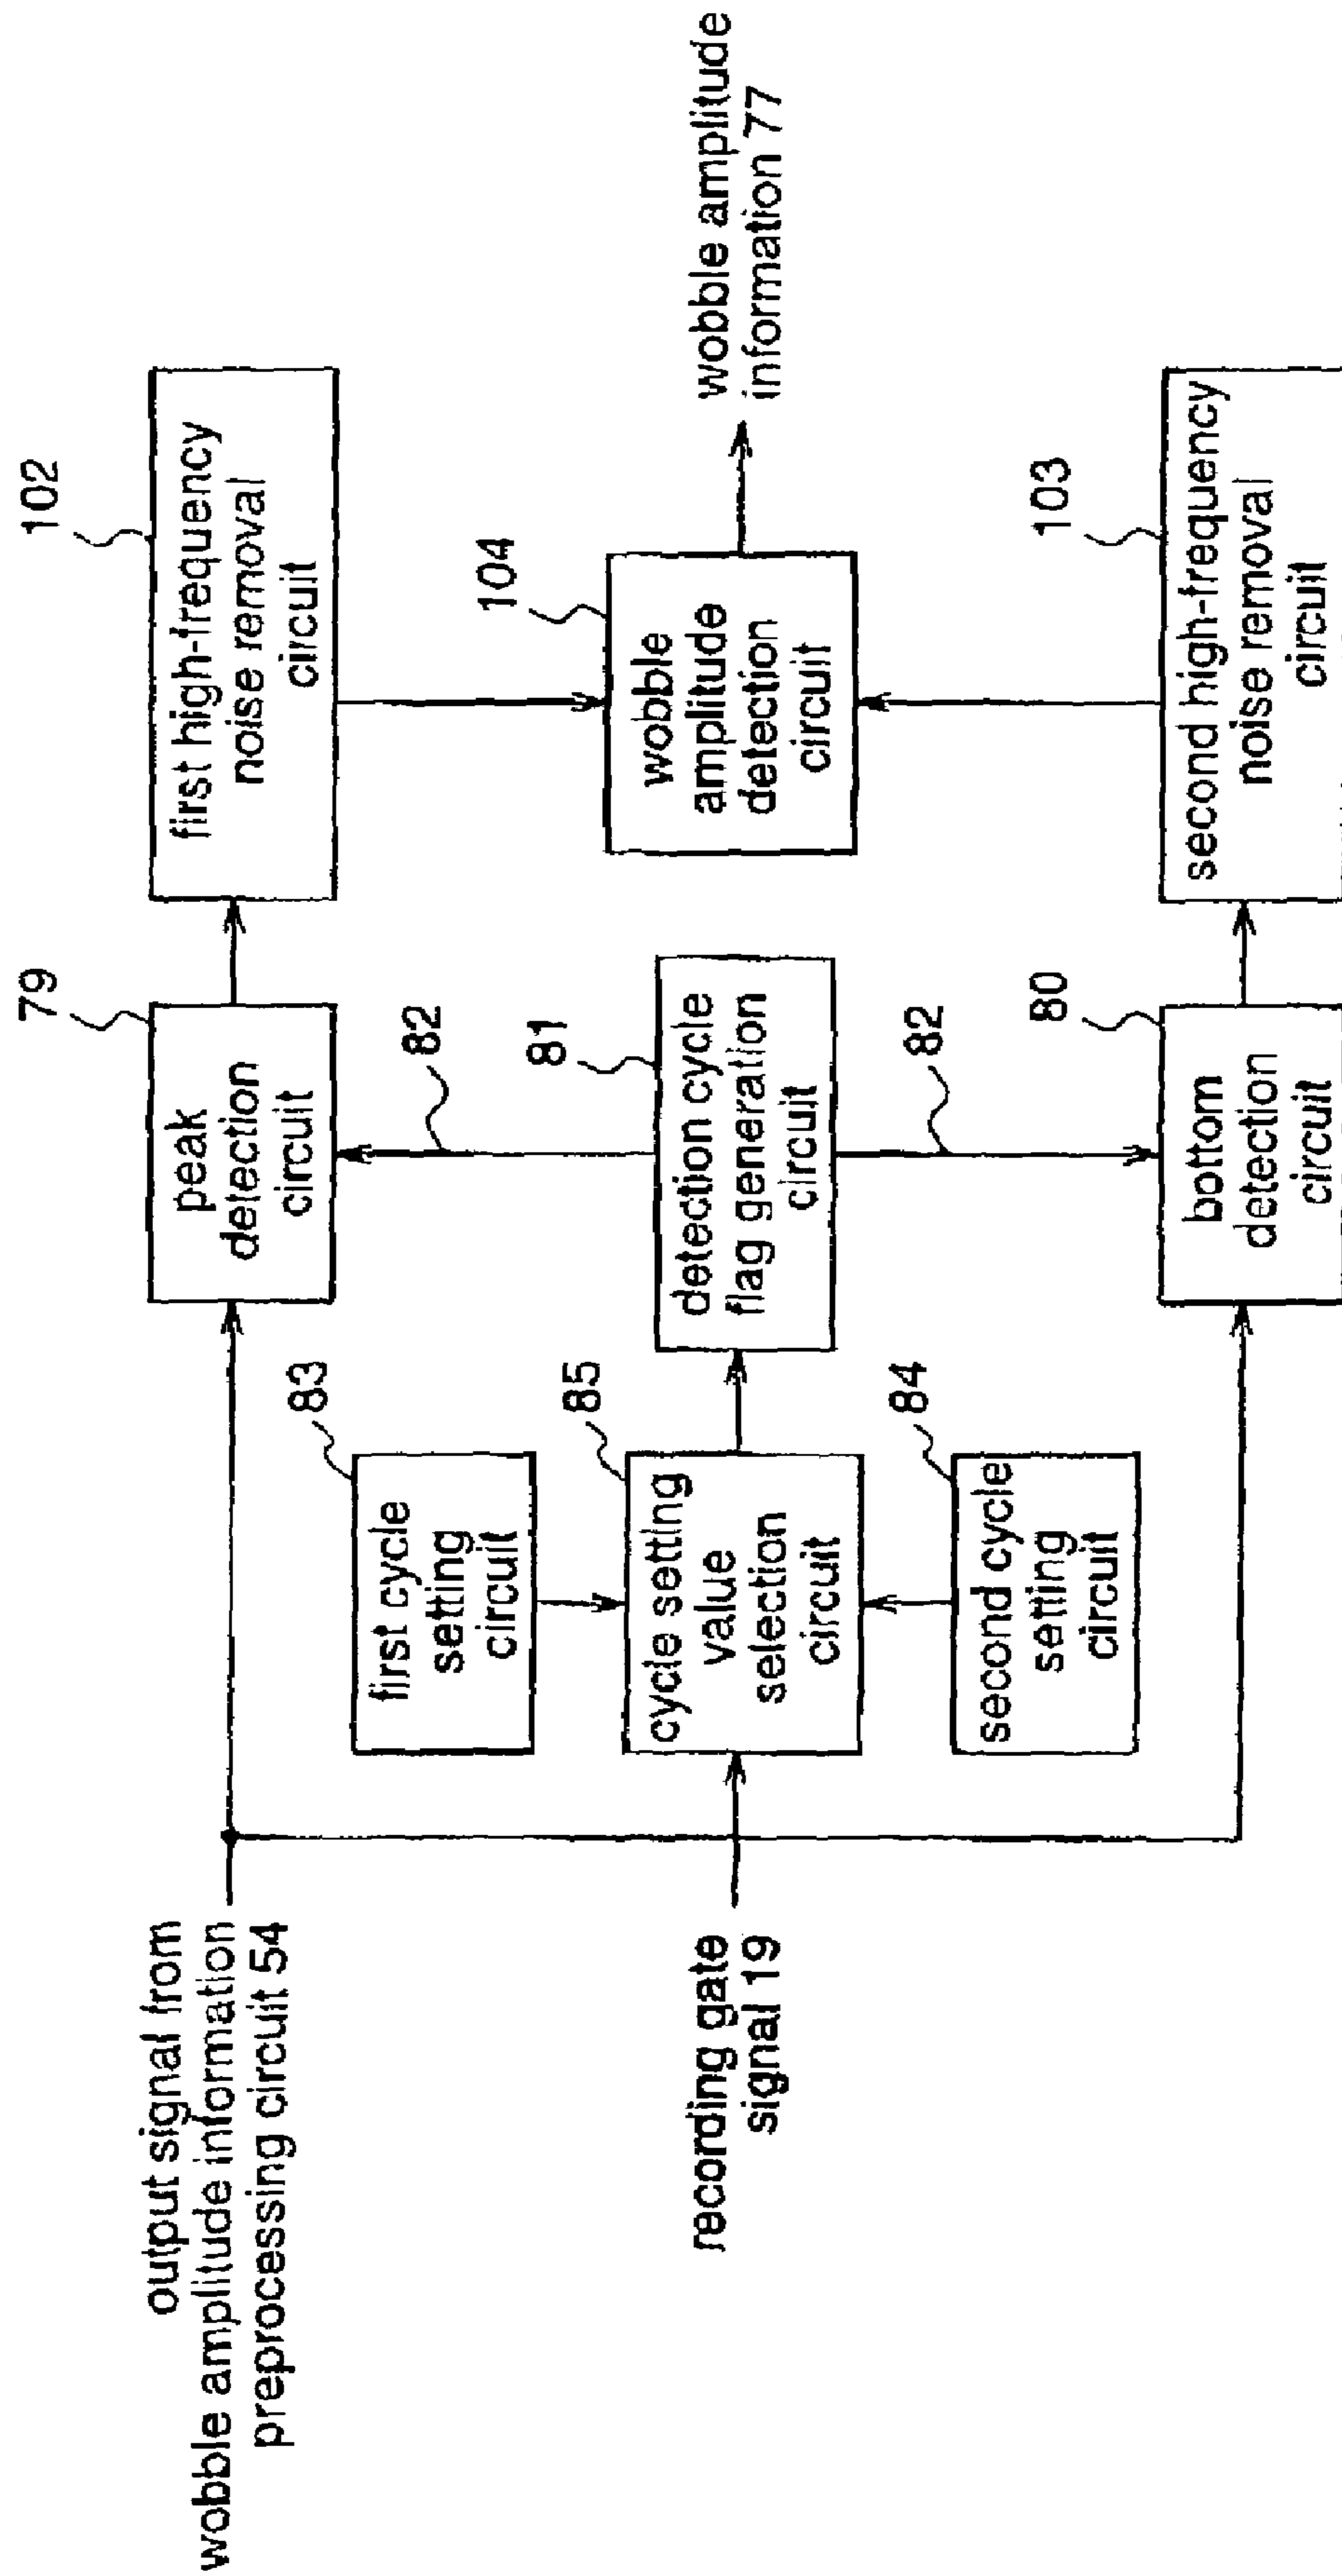 output signal from
wobble amplitude information
preprocessing circuit 54
79
peak
detection
circuit
102
first high-frequency
noise removal
circuit
82
83
first cycle
setting
circuit
recording gate
signal 19
85
cycle setting
value
selection
circuit
81
detection cycle
flag generation
circuit
104
wobble
amplitude
detection
circuit
wobble amplitude
information 77
84
second cycle
setting
circuit
82
80
bottom
detection
circuit
103
second high-frequency
noise removal
circuit